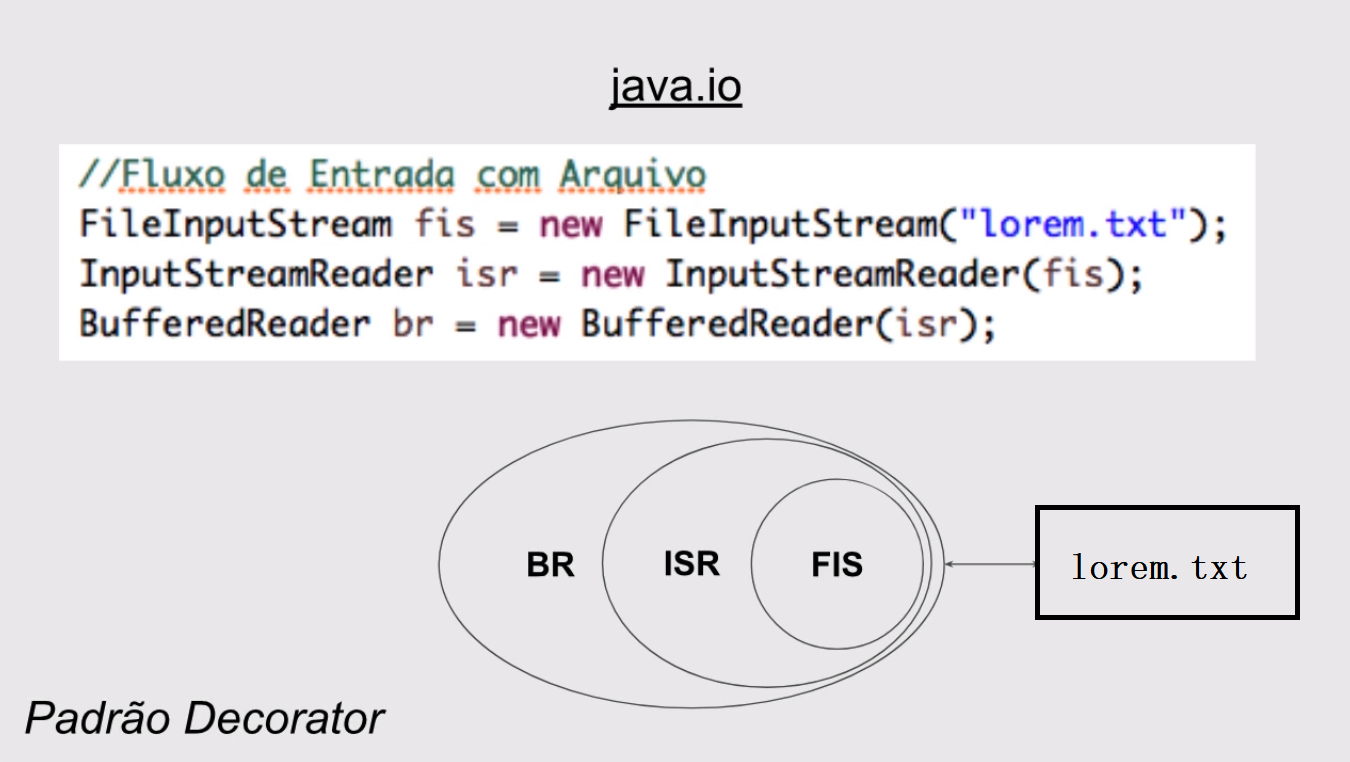 java.io
//Fluxo de Entrada com Arquivo
FileInputStream fis = new FileInputStream("lorem.txt");
InputStreamReader isr = new InputStreamReader(fis);
BufferedReader br = new BufferedReader(isr);
BR ISR FIS lorem.txt
Padrão Decorator